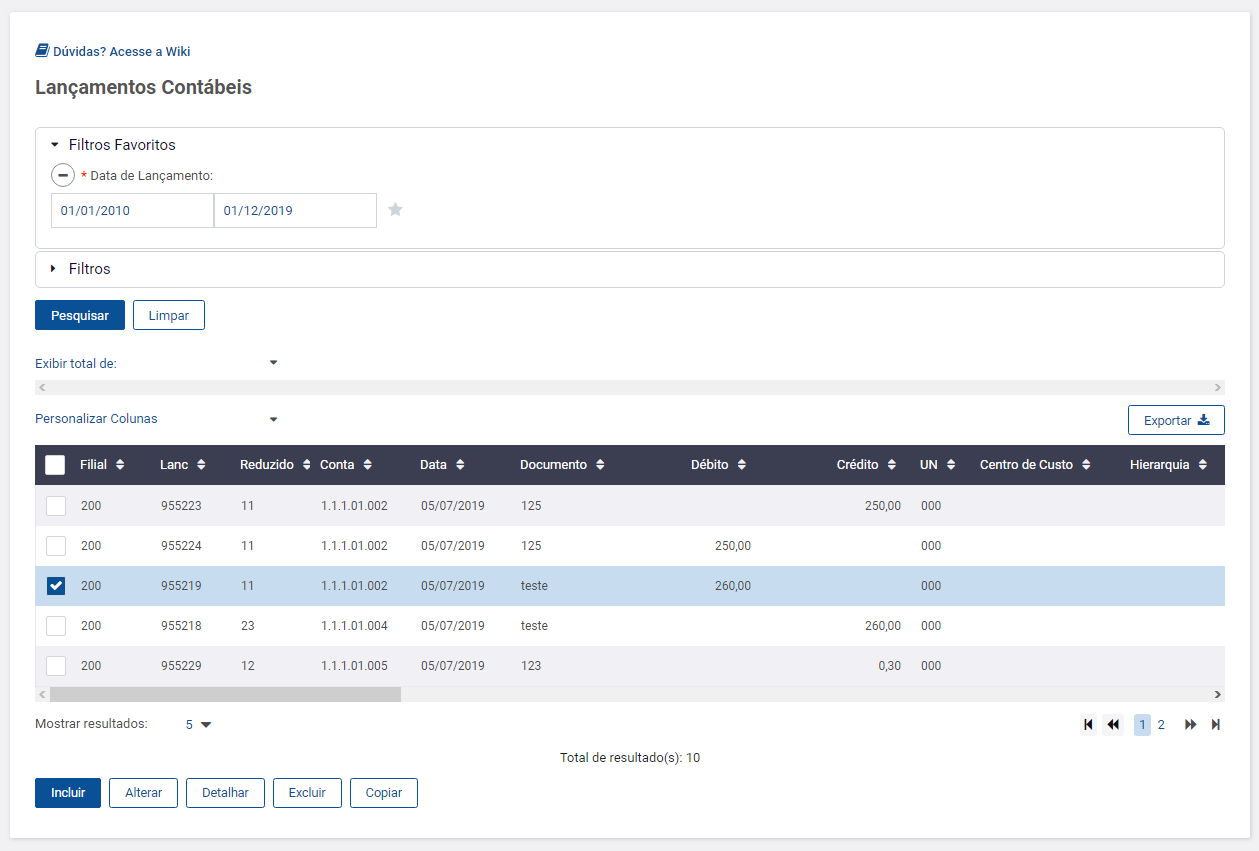 Dúvidas? Acesse a Wiki
Lançamentos Contábeis
Filtros Favoritos
* Data de Lançamento:
01/01/2010 01/12/2019
Filtros
Pesquisar Limpar
Exibir total de:
Personalizar Colunas Exportar
Filial Lanc Reduzido Conta Data Documento Débito Crédito UN Centro de Custo Hierarquia
200 955223 11 1.1.1.01.002 05/07/2019 125 250,00 000
200 955224 11 1.1.1.01.002 05/07/2019 125 250,00 000
200 955219 11 1.1.1.01.002 05/07/2019 teste 260,00 000
200 955218 23 1.1.1.01.004 05/07/2019 teste 260,00 000
200 955229 12 1.1.1.01.005 05/07/2019 123 0,30 000
Mostrar resultados: 5 1 2
Total de resultado(s): 10
Incluir Alterar Detalhar Excluir Copiar